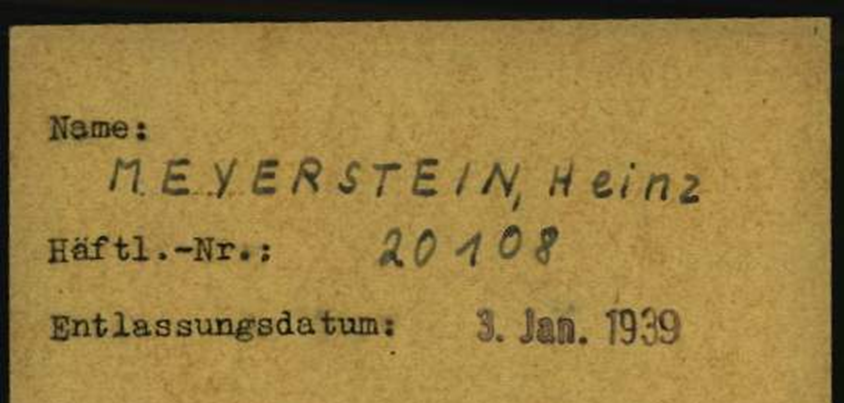 Name:
MEYERSTEIN, Heinz
Häftl.-Nr.: 20108
Entlassungsdatum: 3. Jan. 1939